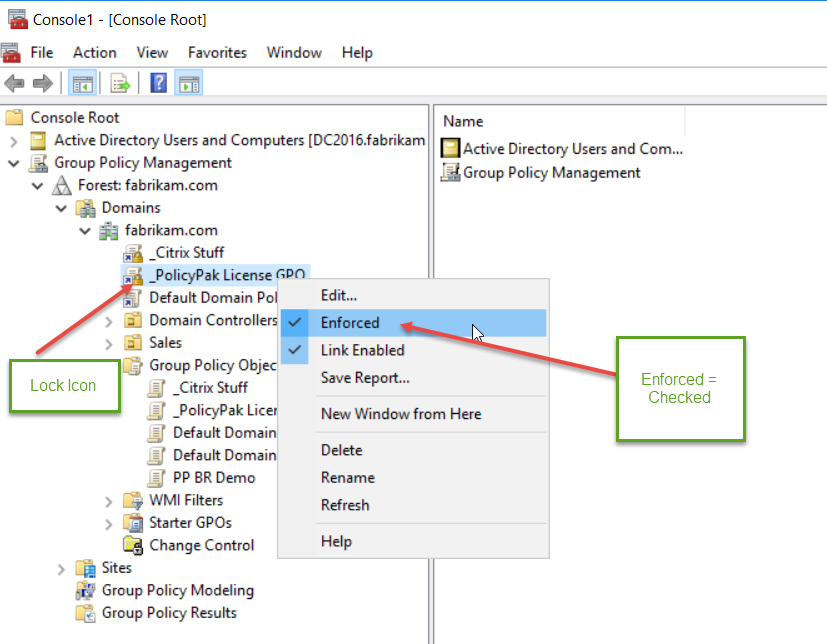 Console1 - [Console Root]
File Action View Favorites Window Help
Console Root
Active Directory Users and Computers [DC2016.fabrikam
Group Policy Management
Forest: fabrikam.com
Domains
fabrikam.com
_Citrix Stuff
_PolicyPak License GPO
Default Domain Pol
Domain Controllers
Sales
Group Policy Objec
_Citrix Stuff
_PolicyPak Licen
Default Domain
Default Domain
PP BR Demo
WMI Filters
Starter GPOs
Change Control
Sites
Group Policy Modeling
Group Policy Results
Name
Active Directory Users and Com...
Group Policy Management
Edit...
Enforced
Link Enabled
Save Report...
New Window from Here
Delete
Rename
Refresh
Help
Lock Icon
Enforced =
Checked